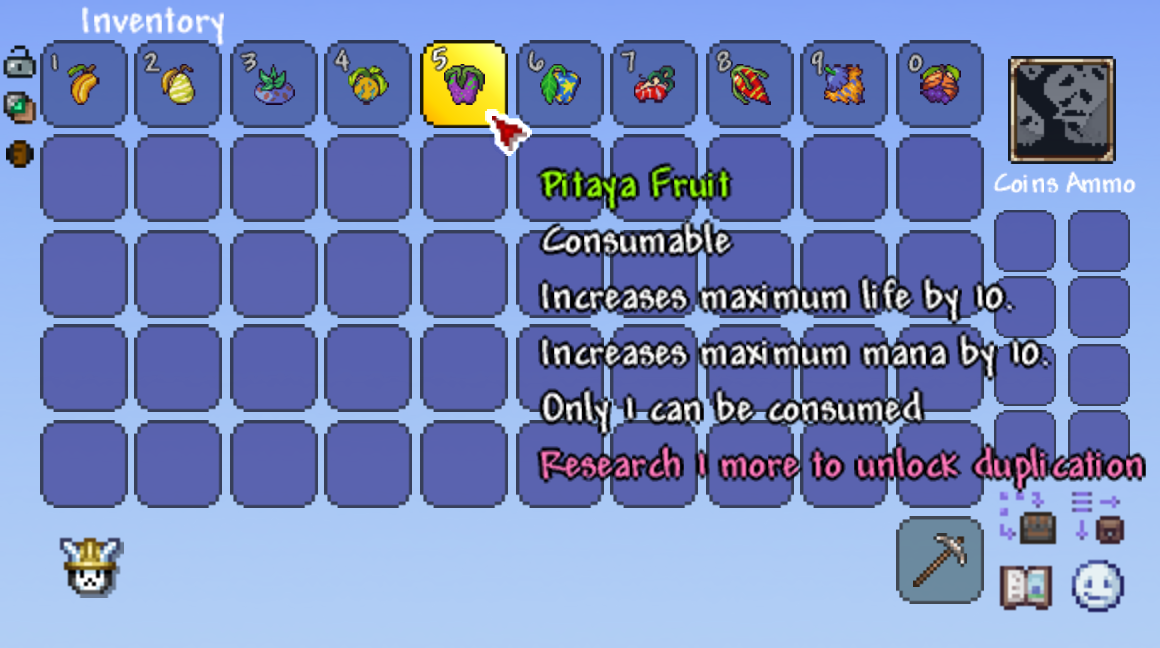 Inventory
1 2 3 4 5 6 7 8 9 0
Coins Ammo
Pitaya Fruit
Consumable
Increases maximum life by 10.
Increases maximum mana by 10.
Only 1 can be consumed
Research 1 more to unlock duplication